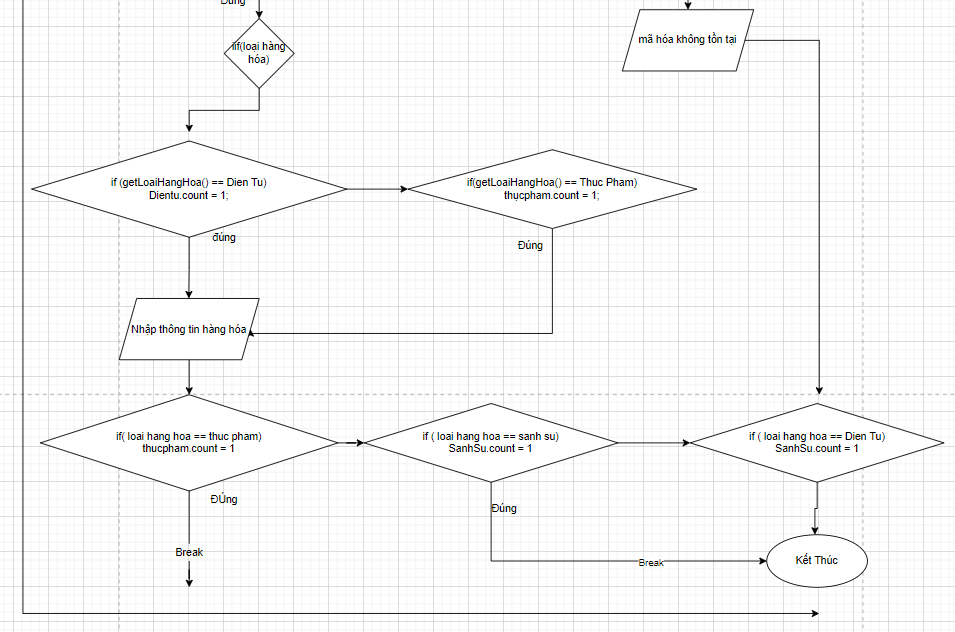 Đúng
iif(loại hàng
hóa)
mã hóa không tồn tại
if (getLoaiHangHoa() == Dien Tu)
Dientu.count = 1;
if(getLoaiHangHoa() == Thuc Pham)
thụcpham.count = 1;
đúng
Đúng
Nhập thông tin hàng hóa
if( loai hang hoa == thuc pham)
thucpham.count = 1
if ( loai hang hoa == sanh su)
SanhSu.count = 1
if ( loai hang hoa == Dien Tu)
SanhSu.count = 1
ĐÚng
Đúng
Break
Break
Kết Thúc